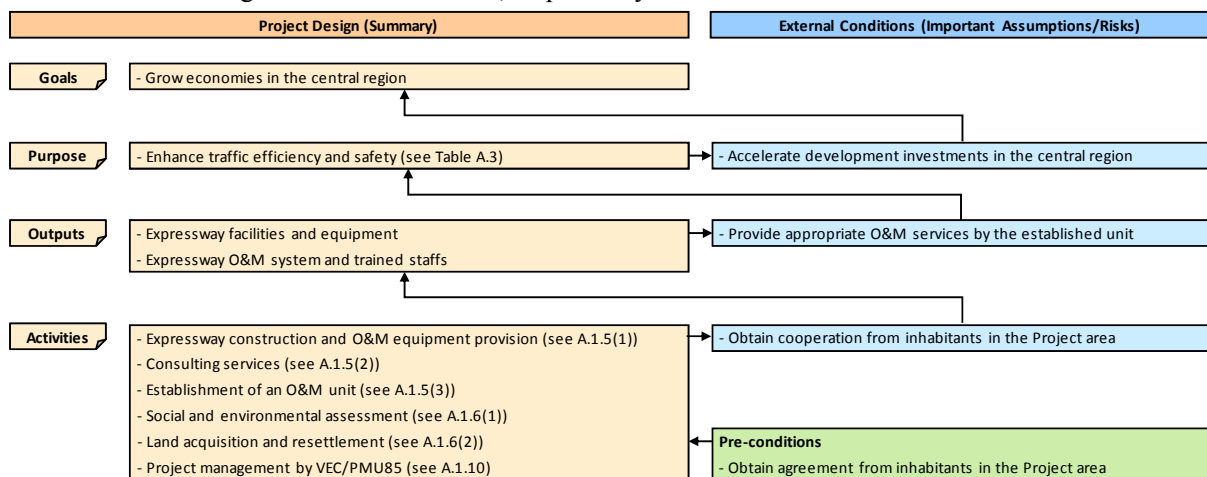 Project Design (Summary)
External Conditions (Important Assumptions/Risks)
Goals
- Grow economies in the central region
Purpose
- Enhance traffic efficiency and safety (see Table A.3)
- Accelerate development investments in the central region
Outputs
- Expressway facilities and equipment
- Expressway O&M system and trained staffs
- Provide appropriate O&M services by the established unit
Activities
- Expressway construction and O&M equipment provision (see A.1.5(1))
- Consulting services (see A.1.5(2))
- Establishment of an O&M unit (see A.1.5(3))
- Social and environmental assessment (see A.1.6(1))
- Land acquisition and resettlement (see A.1.6(2))
- Project management by VEC/PMU85 (see A.1.10)
- Obtain cooperation from inhabitants in the Project area
Pre-conditions
- Obtain agreement from inhabitants in the Project area